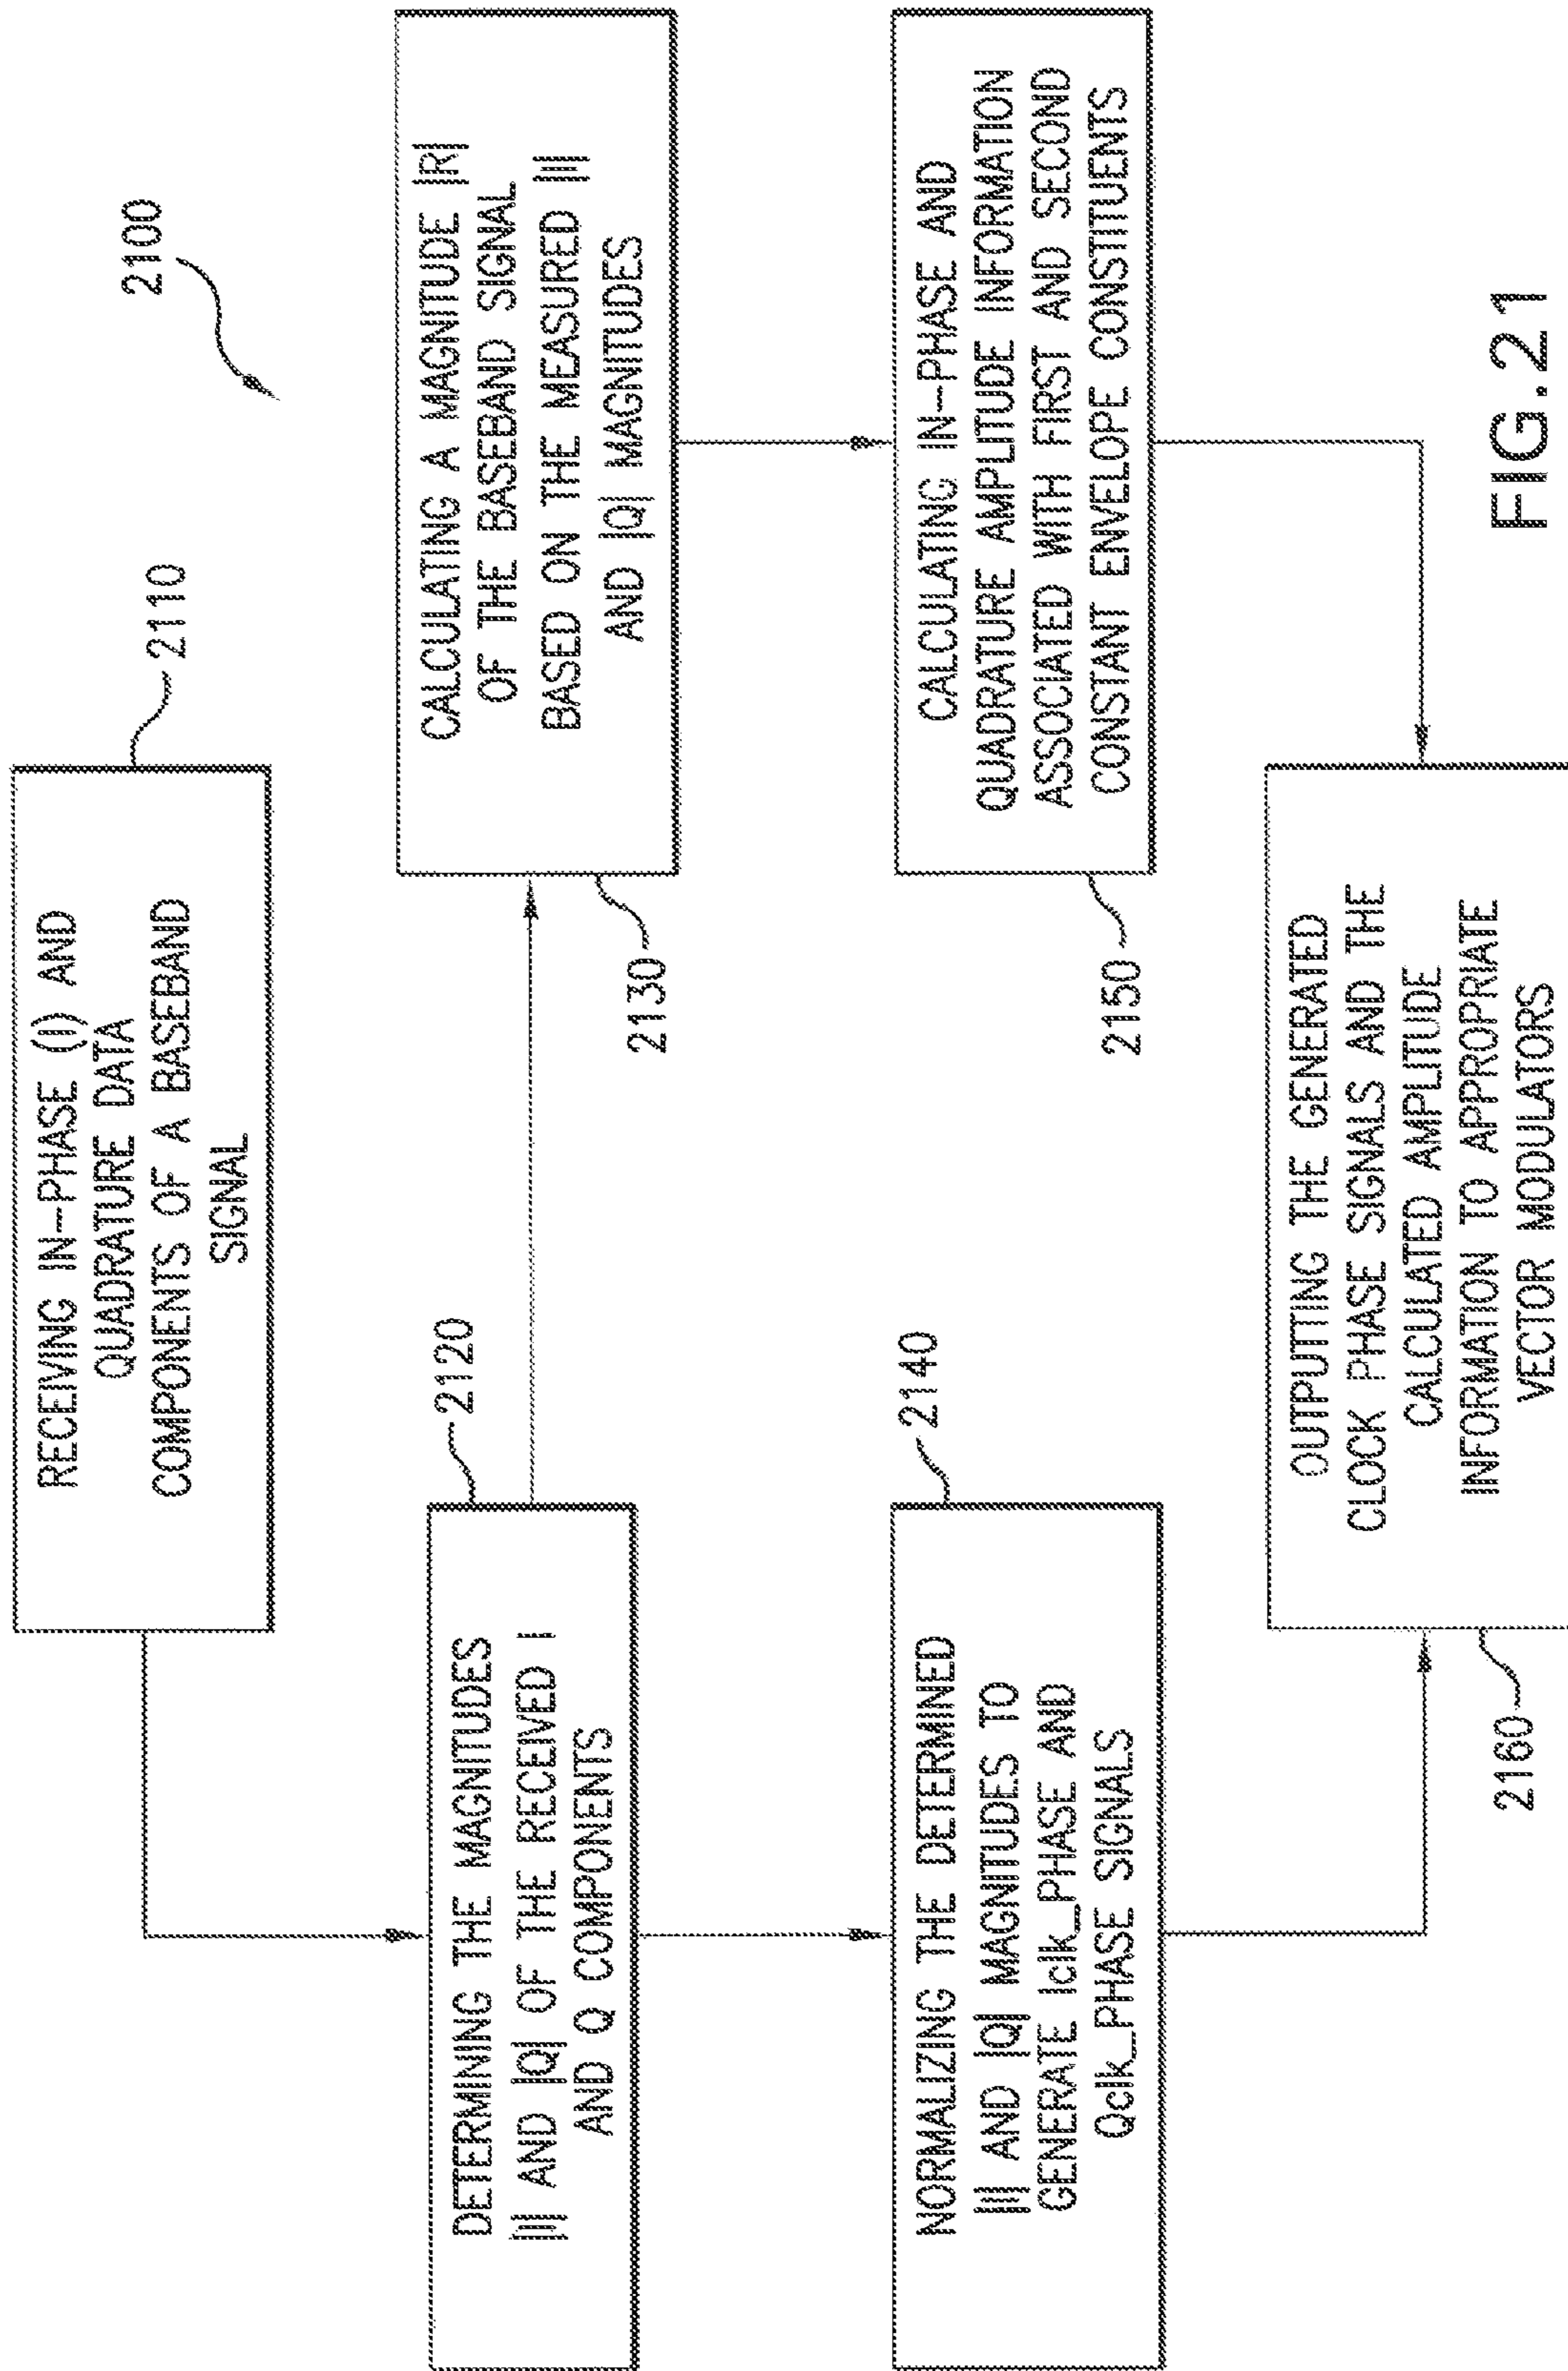 2100
RECEIVING IN-PHASE (I) AND
QUADRATURE DATA
COMPONENTS OF A BASEBAND
SIGNAL
2110
DETERMINING THE MAGNITUDES
|I| AND |Q| OF THE RECEIVED I
AND Q COMPONENTS
2120
CALCULATING A MAGNITUDE |R|
OF THE BASEBAND SIGNAL
BASED ON THE MEASURED |I|
AND |Q| MAGNITUDES
2130
NORMALIZING THE DETERMINED
|I| AND |Q| MAGNITUDES TO
GENERATE Iclk_PHASE AND
Qclk_PHASE SIGNALS
2140
CALCULATING IN-PHASE AND
QUADRATURE AMPLITUDE INFORMATION
ASSOCIATED WITH FIRST AND SECOND
CONSTANT ENVELOPE CONSTITUENTS
2150
OUTPUTING THE GENERATED
CLOCK PHASE SIGNALS AND THE
CALCULATED AMPLITUDE
INFORMATION TO APPROPRIATE
VECTOR MODULATORS
2160
FIG.21